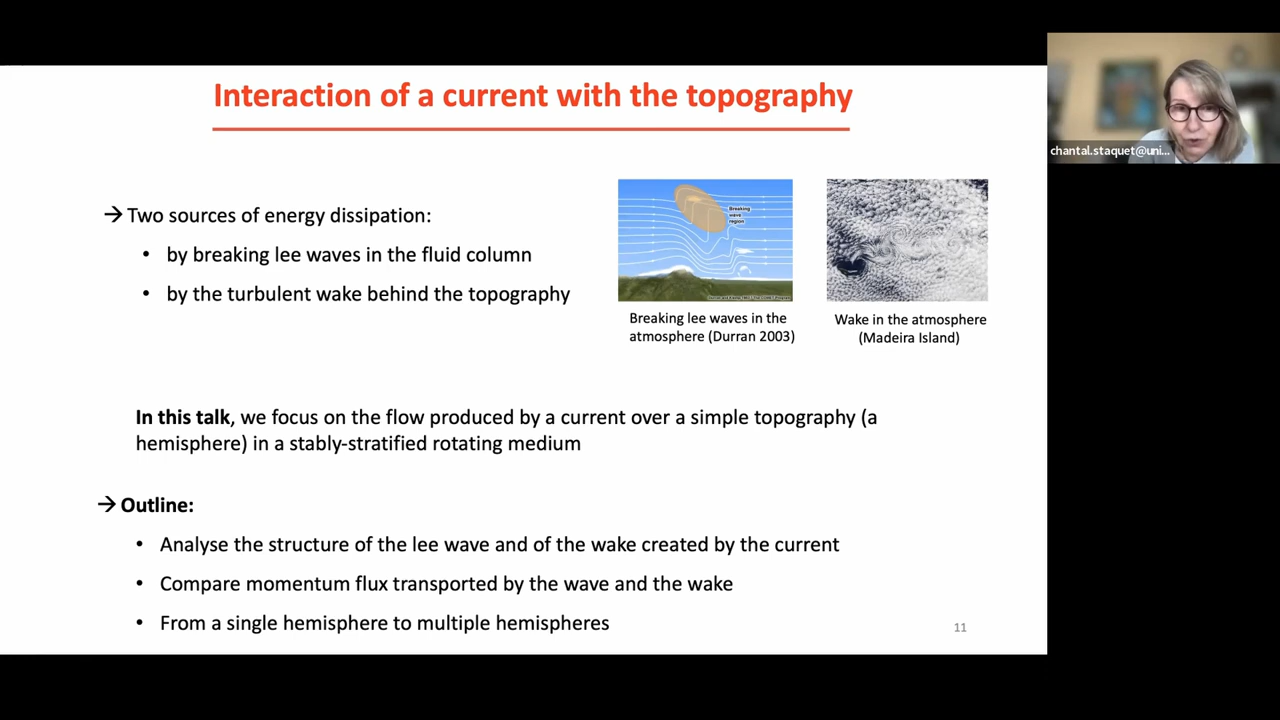 Interaction of a current with the topography
chantal.staquet@uni...
→ Two sources of energy dissipation:
• by breaking lee waves in the fluid column
• by the turbulent wake behind the topography
Breaking
wave
region
Breaking lee waves in the
atmosphere (Durran 2003)
Wake in the atmosphere
(Madeira Island)
In this talk, we focus on the flow produced by a current over a simple topography (a
hemisphere) in a stably-stratified rotating medium
→ Outline:
• Analyse the structure of the lee wave and of the wake created by the current
• Compare momentum flux transported by the wave and the wake
• From a single hemisphere to multiple hemispheres
11